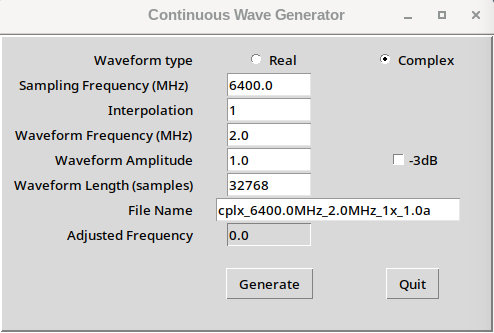 Continuous Wave Generator
Waveform type Real Complex
Sampling Frequency (MHz) 6400.0
Interpolation 1
Waveform Frequency (MHz) 2.0
Waveform Amplitude 1.0 -3dB
Waveform Length (samples) 32768
File Name cplx_6400.0MHz_2.0MHz_1x_1.0a
Adjusted Frequency 0.0
Generate Quit